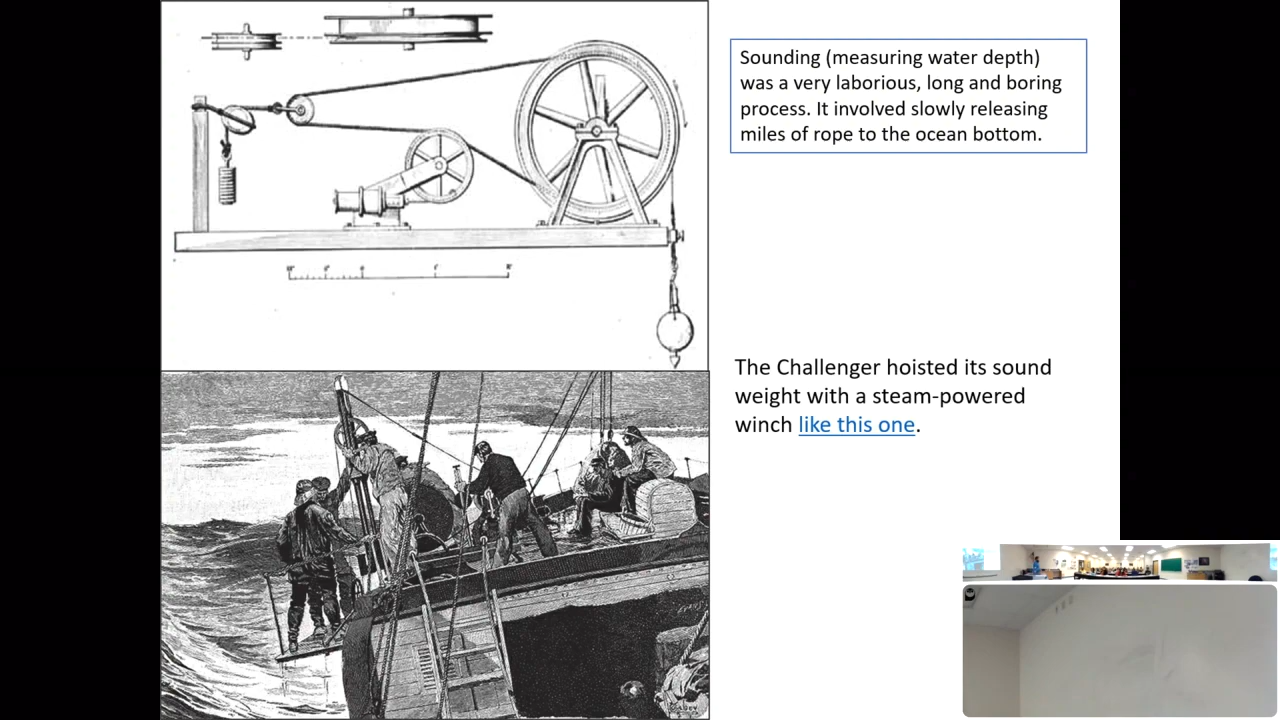 Sounding (measuring water depth)
was a very laborious, long and boring
process. It involved slowly releasing
miles of rope to the ocean bottom.
The Challenger hoisted its sound
weight with a steam-powered
winch like this one.